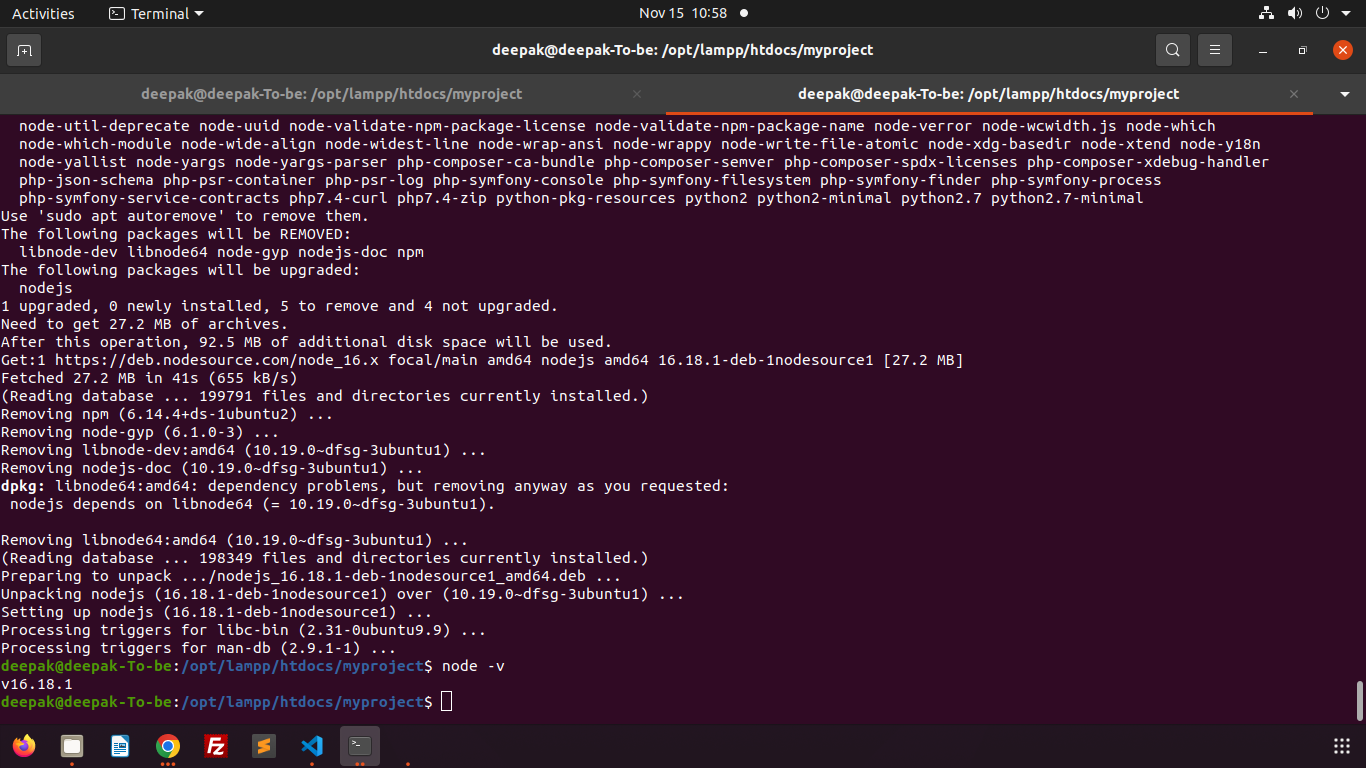 Activities Terminal Nov 15 10:58
deepak@deepak-To-be: /opt/lampp/htdocs/myproject
deepak@deepak-To-be: /opt/lampp/htdocs/myproject deepak@deepak-To-be: /opt/lampp/htdocs/myproject
node-util-deprecate node-uuid node-validate-npm-package-license node-validate-npm-package-name node-verror node-wcwidth.js node-which
node-which-module node-wide-align node-widest-line node-wrap-ansi node-wrappy node-write-file-atomic node-xdg-basedir node-xtend node-y18n
node-yallist node-yargs node-yargs-parser php-composer-ca-bundle php-composer-semver php-composer-spdx-licenses php-composer-xdebug-handler
php-json-schema php-psr-container php-psr-log php-symfony-console php-symfony-filesystem php-symfony-finder php-symfony-process
php-symfony-service-contracts php7.4-curl php7.4-zip python-pkg-resources python2 python2-minimal python2.7 python2.7-minimal
Use 'sudo apt autoremove' to remove them.
The following packages will be REMOVED:
libnode-dev libnode64 node-gyp nodejs-doc npm
The following packages will be upgraded:
nodejs
1 upgraded, 0 newly installed, 5 to remove and 4 not upgraded.
Need to get 27.2 MB of archives.
After this operation, 92.5 MB of additional disk space will be used.
Get:1 https://deb.nodesource.com/node_16.x focal/main amd64 nodejs amd64 16.18.1-deb-1nodesource1 [27.2 MB]
Fetched 27.2 MB in 41s (655 kB/s)
(Reading database ... 199791 files and directories currently installed.)
Removing npm (6.14.4+ds-1ubuntu2) ...
Removing node-gyp (6.1.0-3) ...
Removing libnode-dev:amd64 (10.19.0~dfsg-3ubuntu1) ...
Removing nodejs-doc (10.19.0~dfsg-3ubuntu1) ...
dpkg: libnode64:amd64: dependency problems, but removing anyway as you requested:
nodejs depends on libnode64 (= 10.19.0~dfsg-3ubuntu1).
Removing libnode64:amd64 (10.19.0~dfsg-3ubuntu1) ...
(Reading database ... 198349 files and directories currently installed.)
Preparing to unpack .../nodejs_16.18.1-deb-1nodesource1_amd64.deb ...
Unpacking nodejs (16.18.1-deb-1nodesource1) over (10.19.0~dfsg-3ubuntu1) ...
Setting up nodejs (16.18.1-deb-1nodesource1) ...
Processing triggers for libc-bin (2.31-0ubuntu9.9) ...
Processing triggers for man-db (2.9.1-1) ...
deepak@deepak-To-be:/opt/lampp/htdocs/myproject$ node -v
v16.18.1
deepak@deepak-To-be:/opt/lampp/htdocs/myproject$